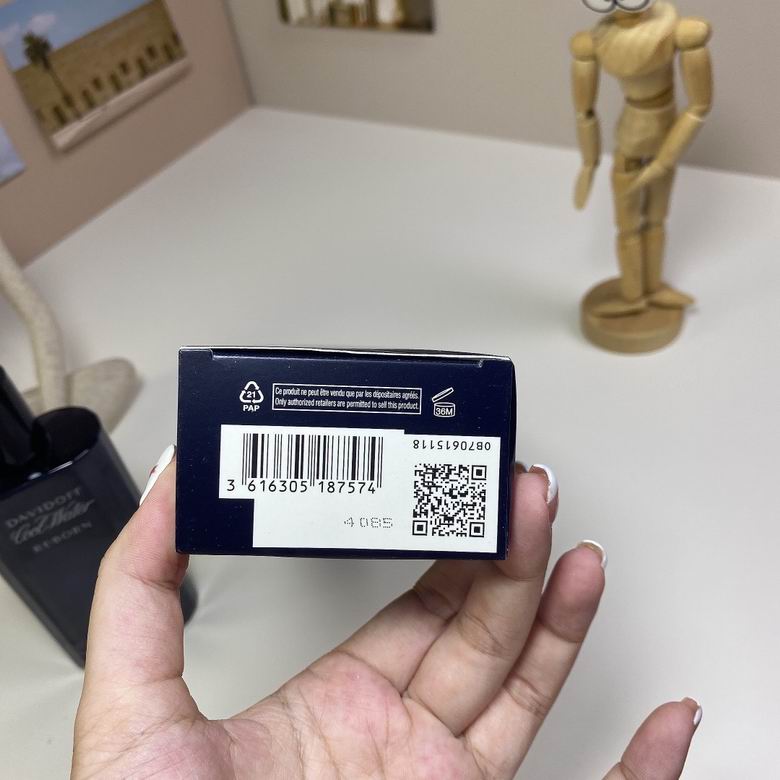 21
PAP
Ce produit ne peut être vendu que par les dépositaires agréés.
Only authorized retailers are permitted to sell this product.
36M
0B70615118
3 616305 187574
4085
DAVIDOFF
Cool Water
REBORN